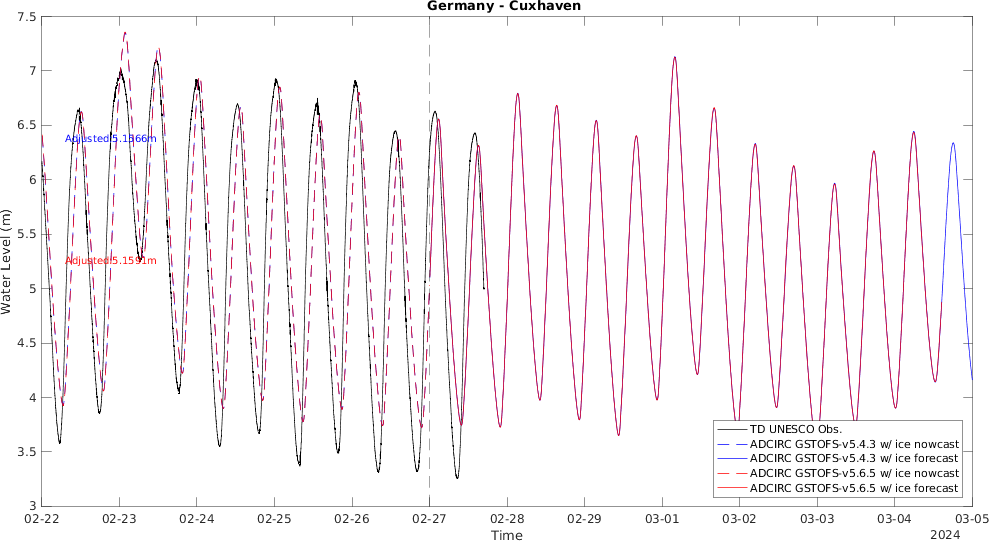 Germany - Cuxhaven
7.5
7
6.5
6
5.5
5
4.5
4
3.5
3
Water Level (m)
Adjusted:5.1566m
Adjusted:5.1591m
TD UNESCO Obs.
ADCIRC GSTOFS-v5.4.3 w/ ice nowcast
ADCIRC GSTOFS-v5.4.3 w/ ice forecast
ADCIRC GSTOFS-v5.6.5 w/ ice nowcast
ADCIRC GSTOFS-v5.6.5 w/ ice forecast
02-22 02-23 02-24 02-25 02-26 02-27 02-28 02-29 03-01 03-02 03-03 03-04 03-05
Time
2024